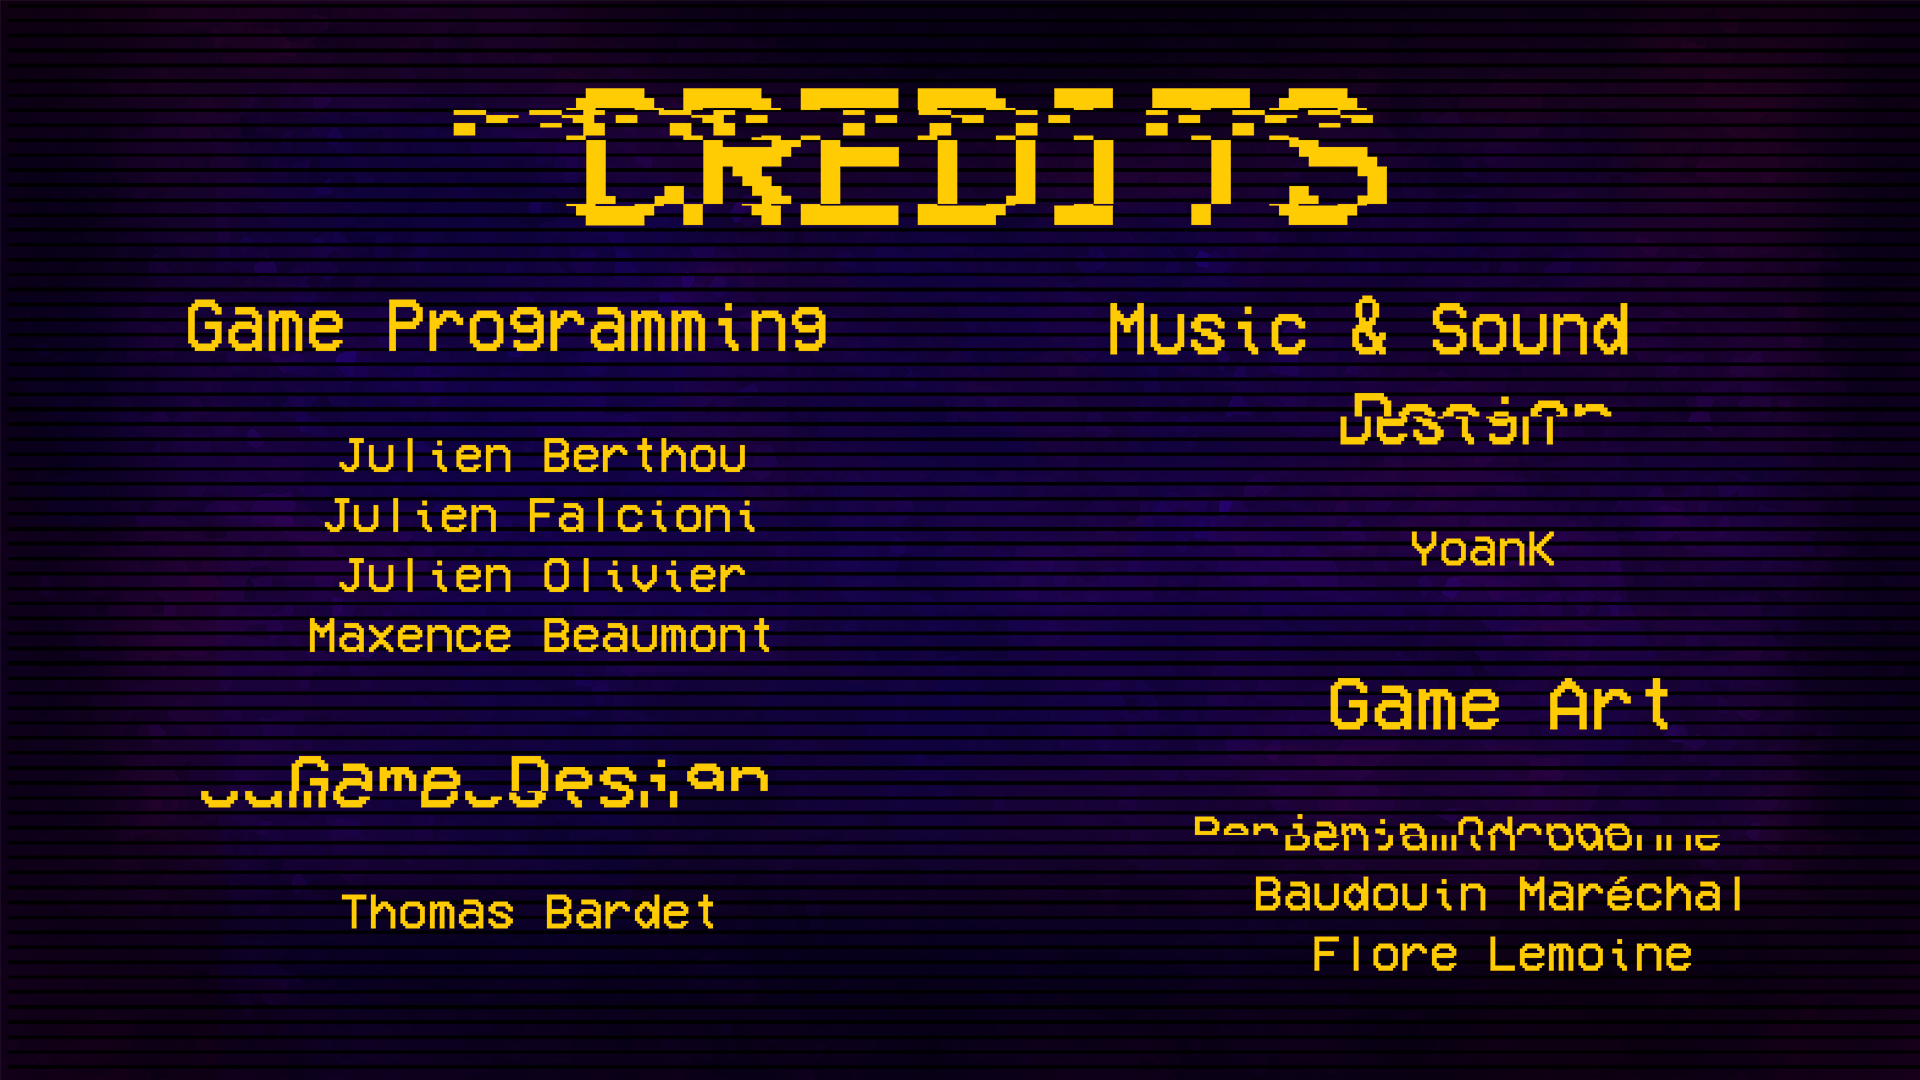 CREDITS
Game Programming
Julien Berthou
Julien Falcioni
Julien Olivier
Maxence Beaumont
Game Design
Thomas Bardet
Music & Sound
Design
YoanK
Game Art
Benjamin
Baudouin Maréchal
Flore Lemoine